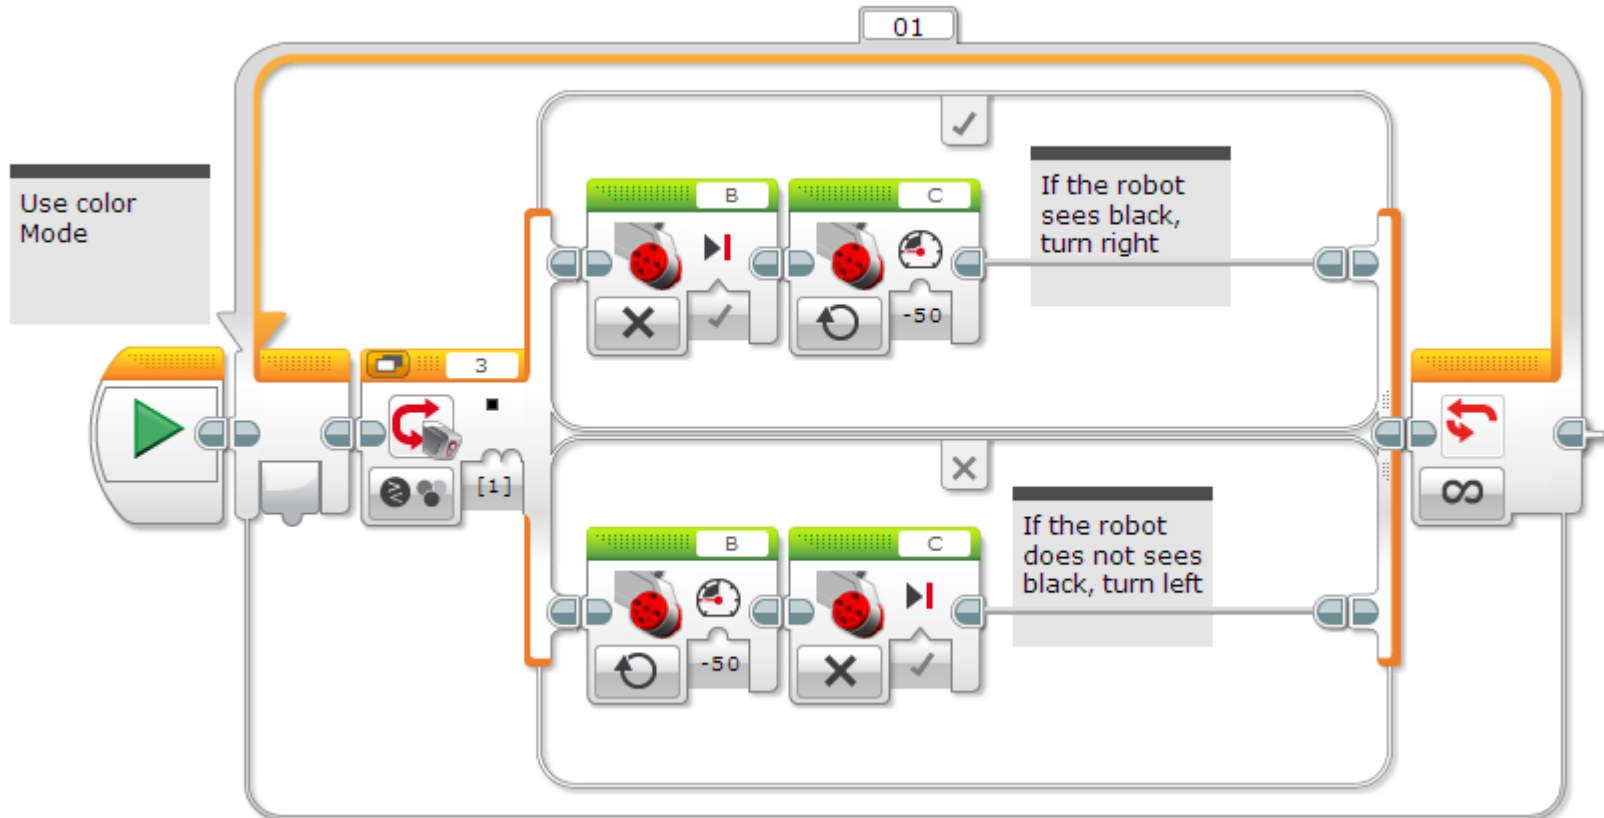 01
Use color
Mode
B
C
If the robot
sees black,
turn right
-50
3
[1]
B
C
If the robot
does not sees
black, turn left
-50